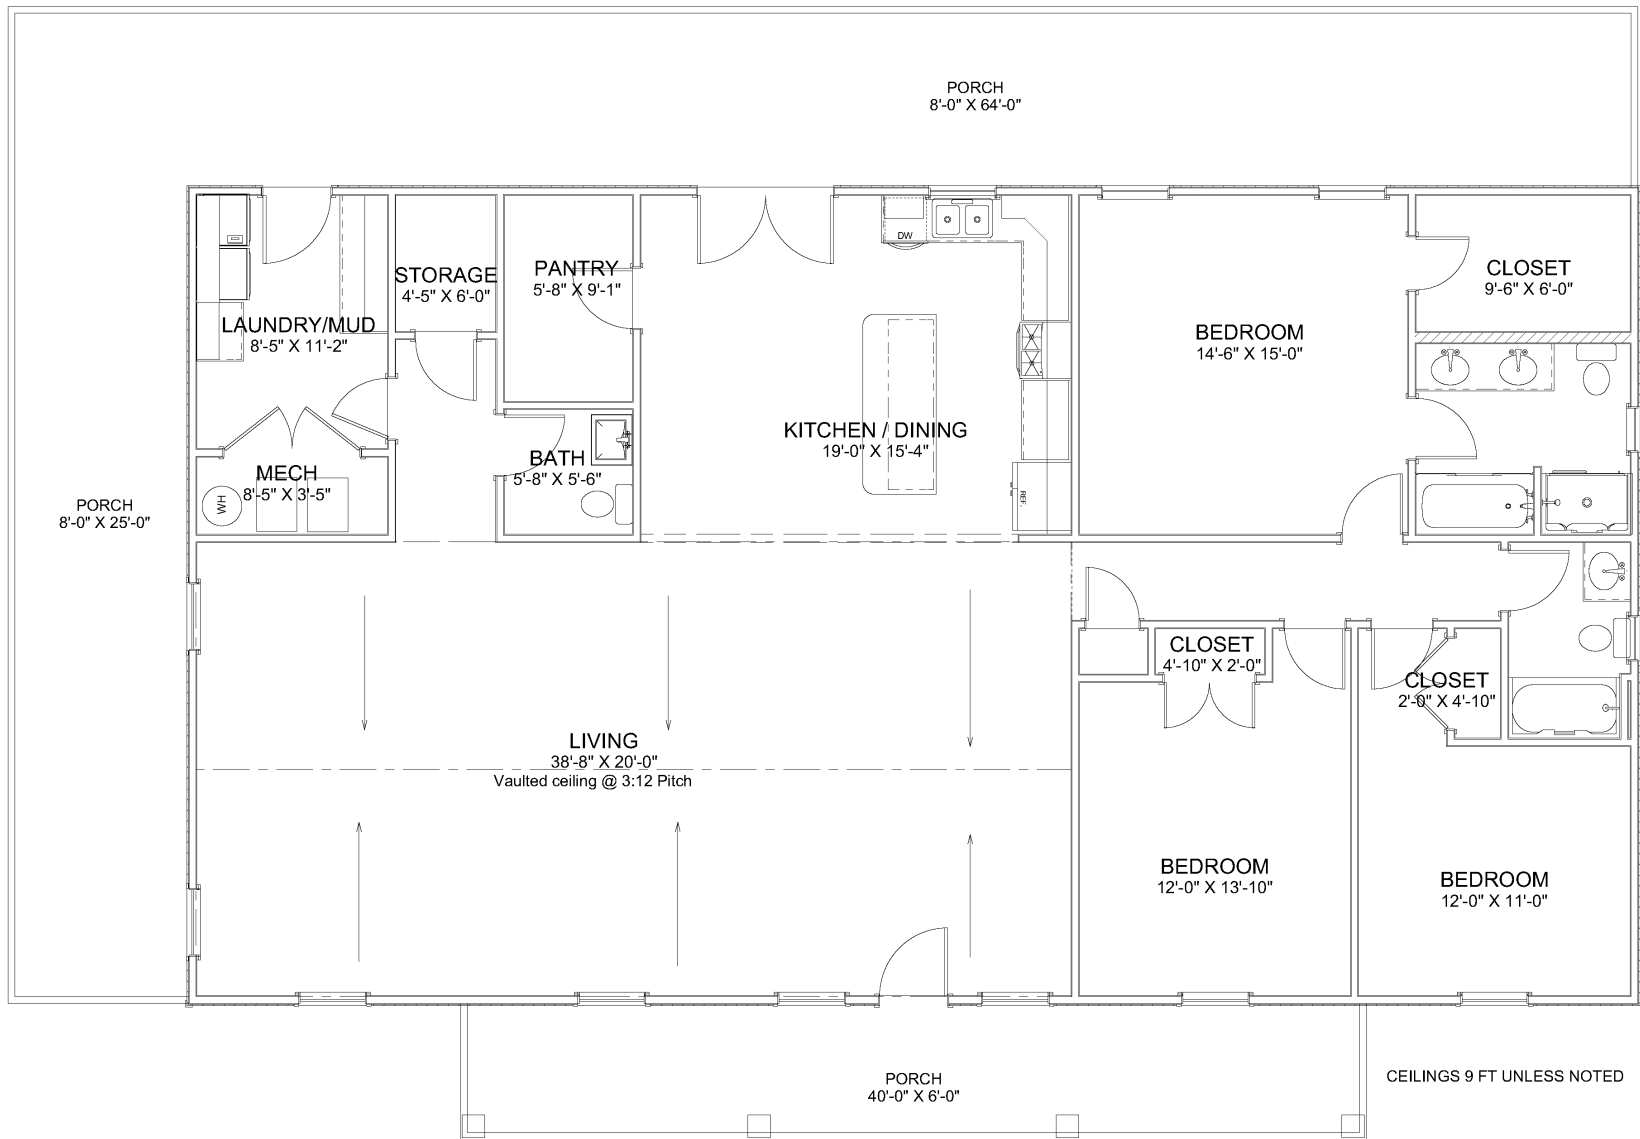 PORCH
8'-0" X 64'-0"
STORAGE
4'-5" X 6'-0"
PANTRY
5'-8" X 9'-1"
DW
CLOSET
9'-6" X 6'-0"
LAUNDRY/MUD
8'-5" X 11'-2"
BEDROOM
14'-6" X 15'-0"
KITCHEN / DINING
19'-0" X 15'-4"
BATH
5'-8" X 5'-6"
MECH
8'-5" X 3'-5"
WH
REF.
PORCH
8'-0" X 25'-0"
CLOSET
4'-10" X 2'-0"
CLOSET
2'-0" X 4'-10"
LIVING
38'-8" X 20'-0"
Vaulted ceiling @ 3:12 Pitch
BEDROOM
12'-0" X 13'-10"
BEDROOM
12'-0" X 11'-0"
PORCH
40'-0" X 6'-0"
CEILINGS 9 FT UNLESS NOTED